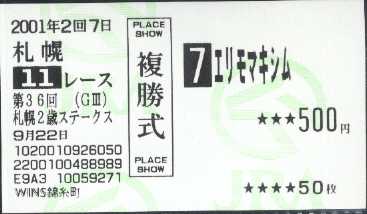 2001年2回7日
札幌
11レース
第36回 (GⅢ)
札幌2歳ステークス
9月22日
1020010926050
2200100488989
E9A3 10059271
WINS錦糸町
PLACE SHOW
複勝式
PLACE SHOW
7 エリモマキシム
★★★500円
★★★★50枚